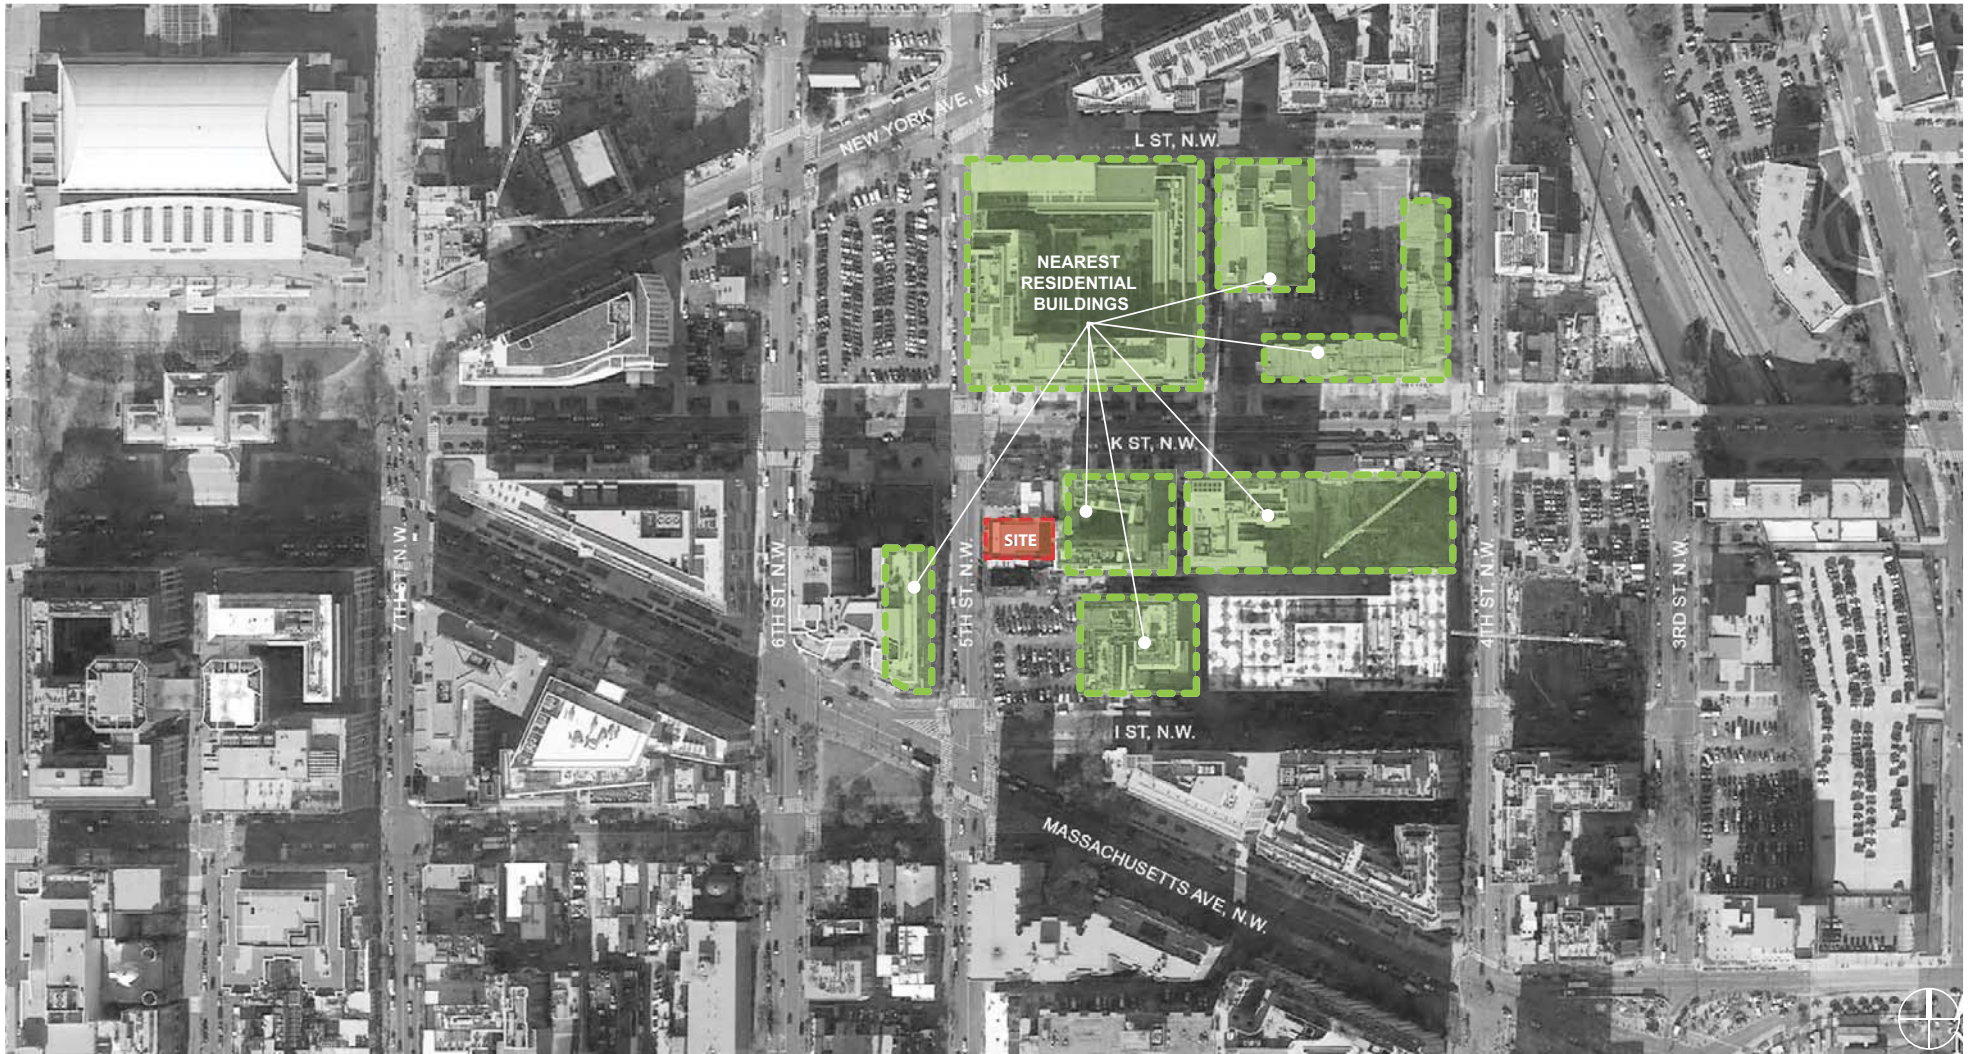 NEW YORK AVE, N.W.
L ST, N.W.
NEAREST
RESIDENTIAL
BUILDINGS
K ST, N.W.
SITE
7TH ST N.W.
6TH ST N.W.
5TH ST N.W.
4TH ST N.W.
3RD ST N.W.
I ST, N.W.
MASSACHUSETTS AVE, N.W.